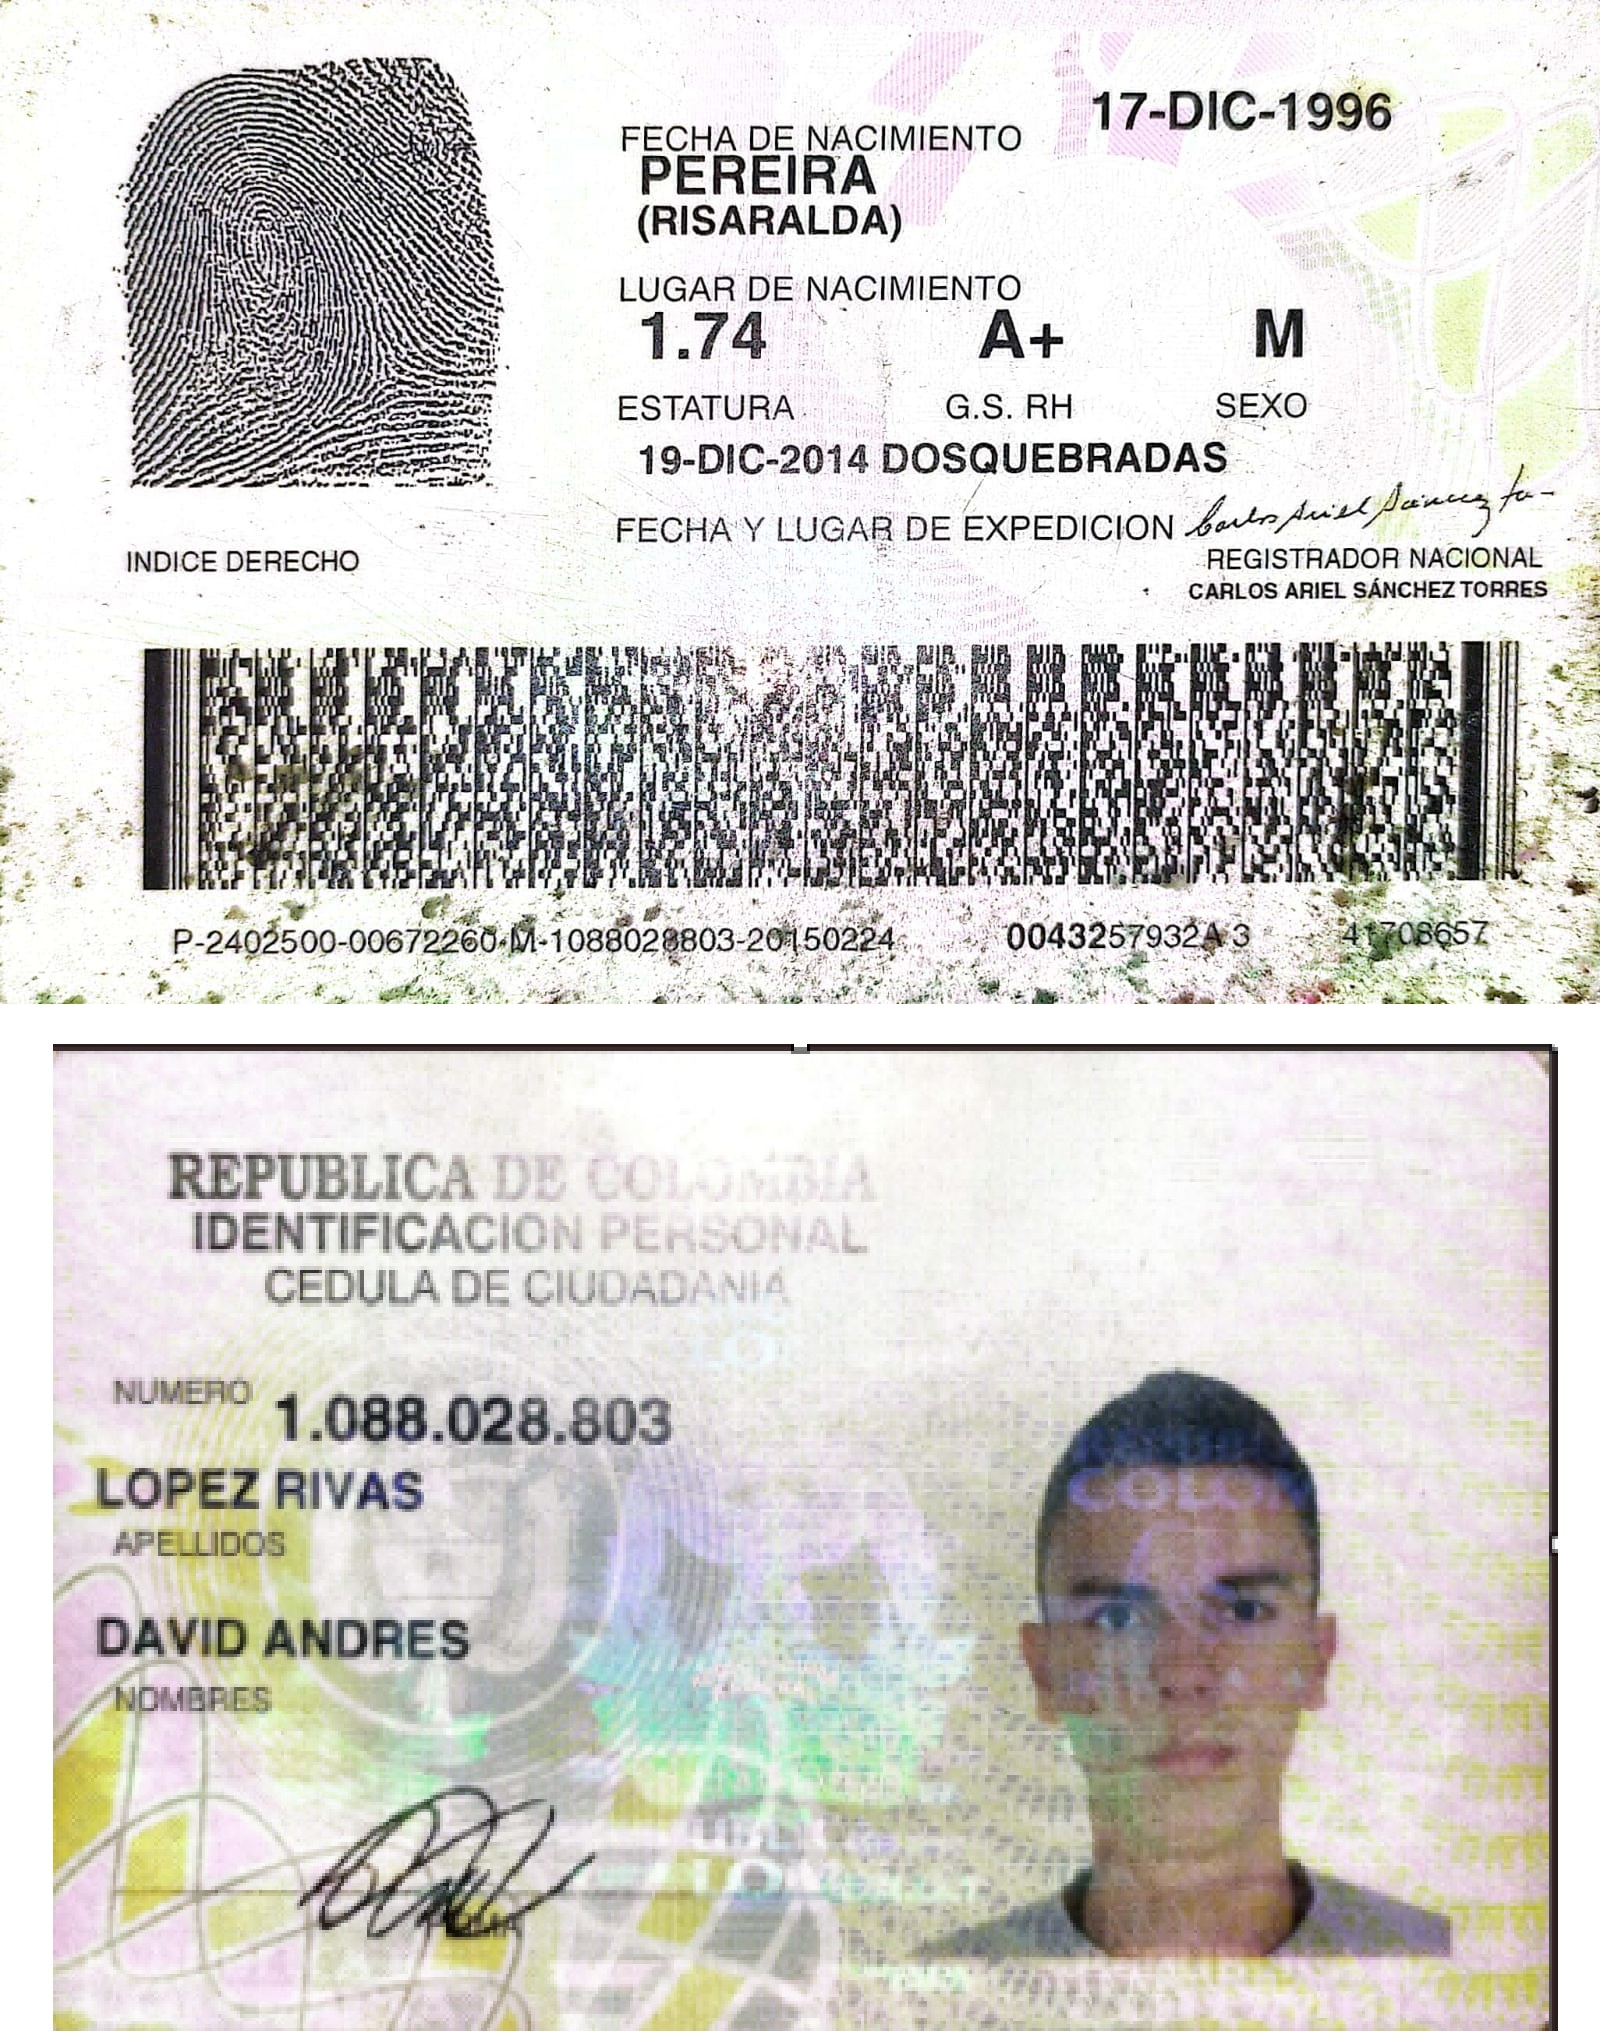 17-DIC-1996
FECHA DE NACIMIENTO
PEREIRA
(RISARALDA)
LUGAR DE NACIMIENTO
1.74 A+ M
ESTATURA G.S. RH SEXO
19-DIC-2014 DOSQUEBRADAS
FECHA Y LUGAR DE EXPEDICION
INDICE DERECHO
Carlos Ariel Sánchez To-
REGISTRADOR NACIONAL
CARLOS ARIEL SÁNCHEZ TORRES
P-2402500-00672260-M-1088028803-20150224 0043257932A 3 41708657
REPUBLICA DE COLOMBIA
IDENTIFICACION PERSONAL
CEDULA DE CIUDADANIA
NUMERO 1.088.028.803
LOPEZ RIVAS
APELLIDOS
DAVID ANDRES
NOMBRES